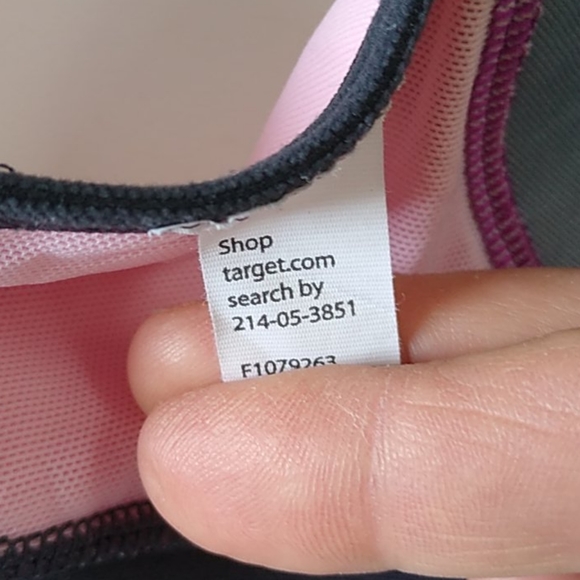 Shop
target.com
search by
214-05-3851
F1079263